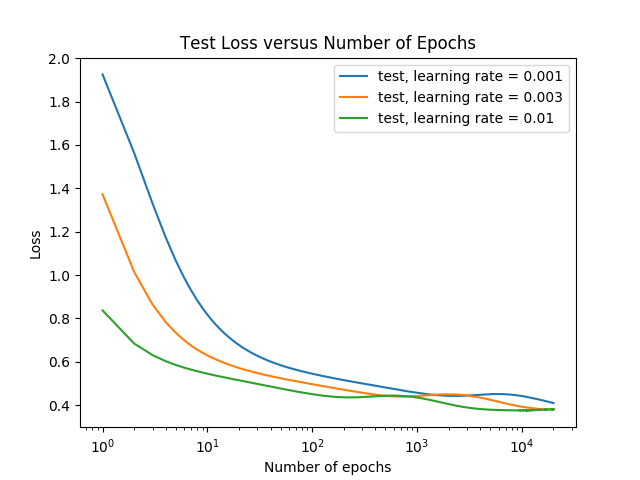 Test Loss versus Number of Epochs
2.0
1.8
1.6
1.4
1.2
1.0
0.8
0.6
0.4
Loss
test, learning rate = 0.001
test, learning rate = 0.003
test, learning rate = 0.01
10⁰ 10¹ 10² 10³ 10⁴
Number of epochs